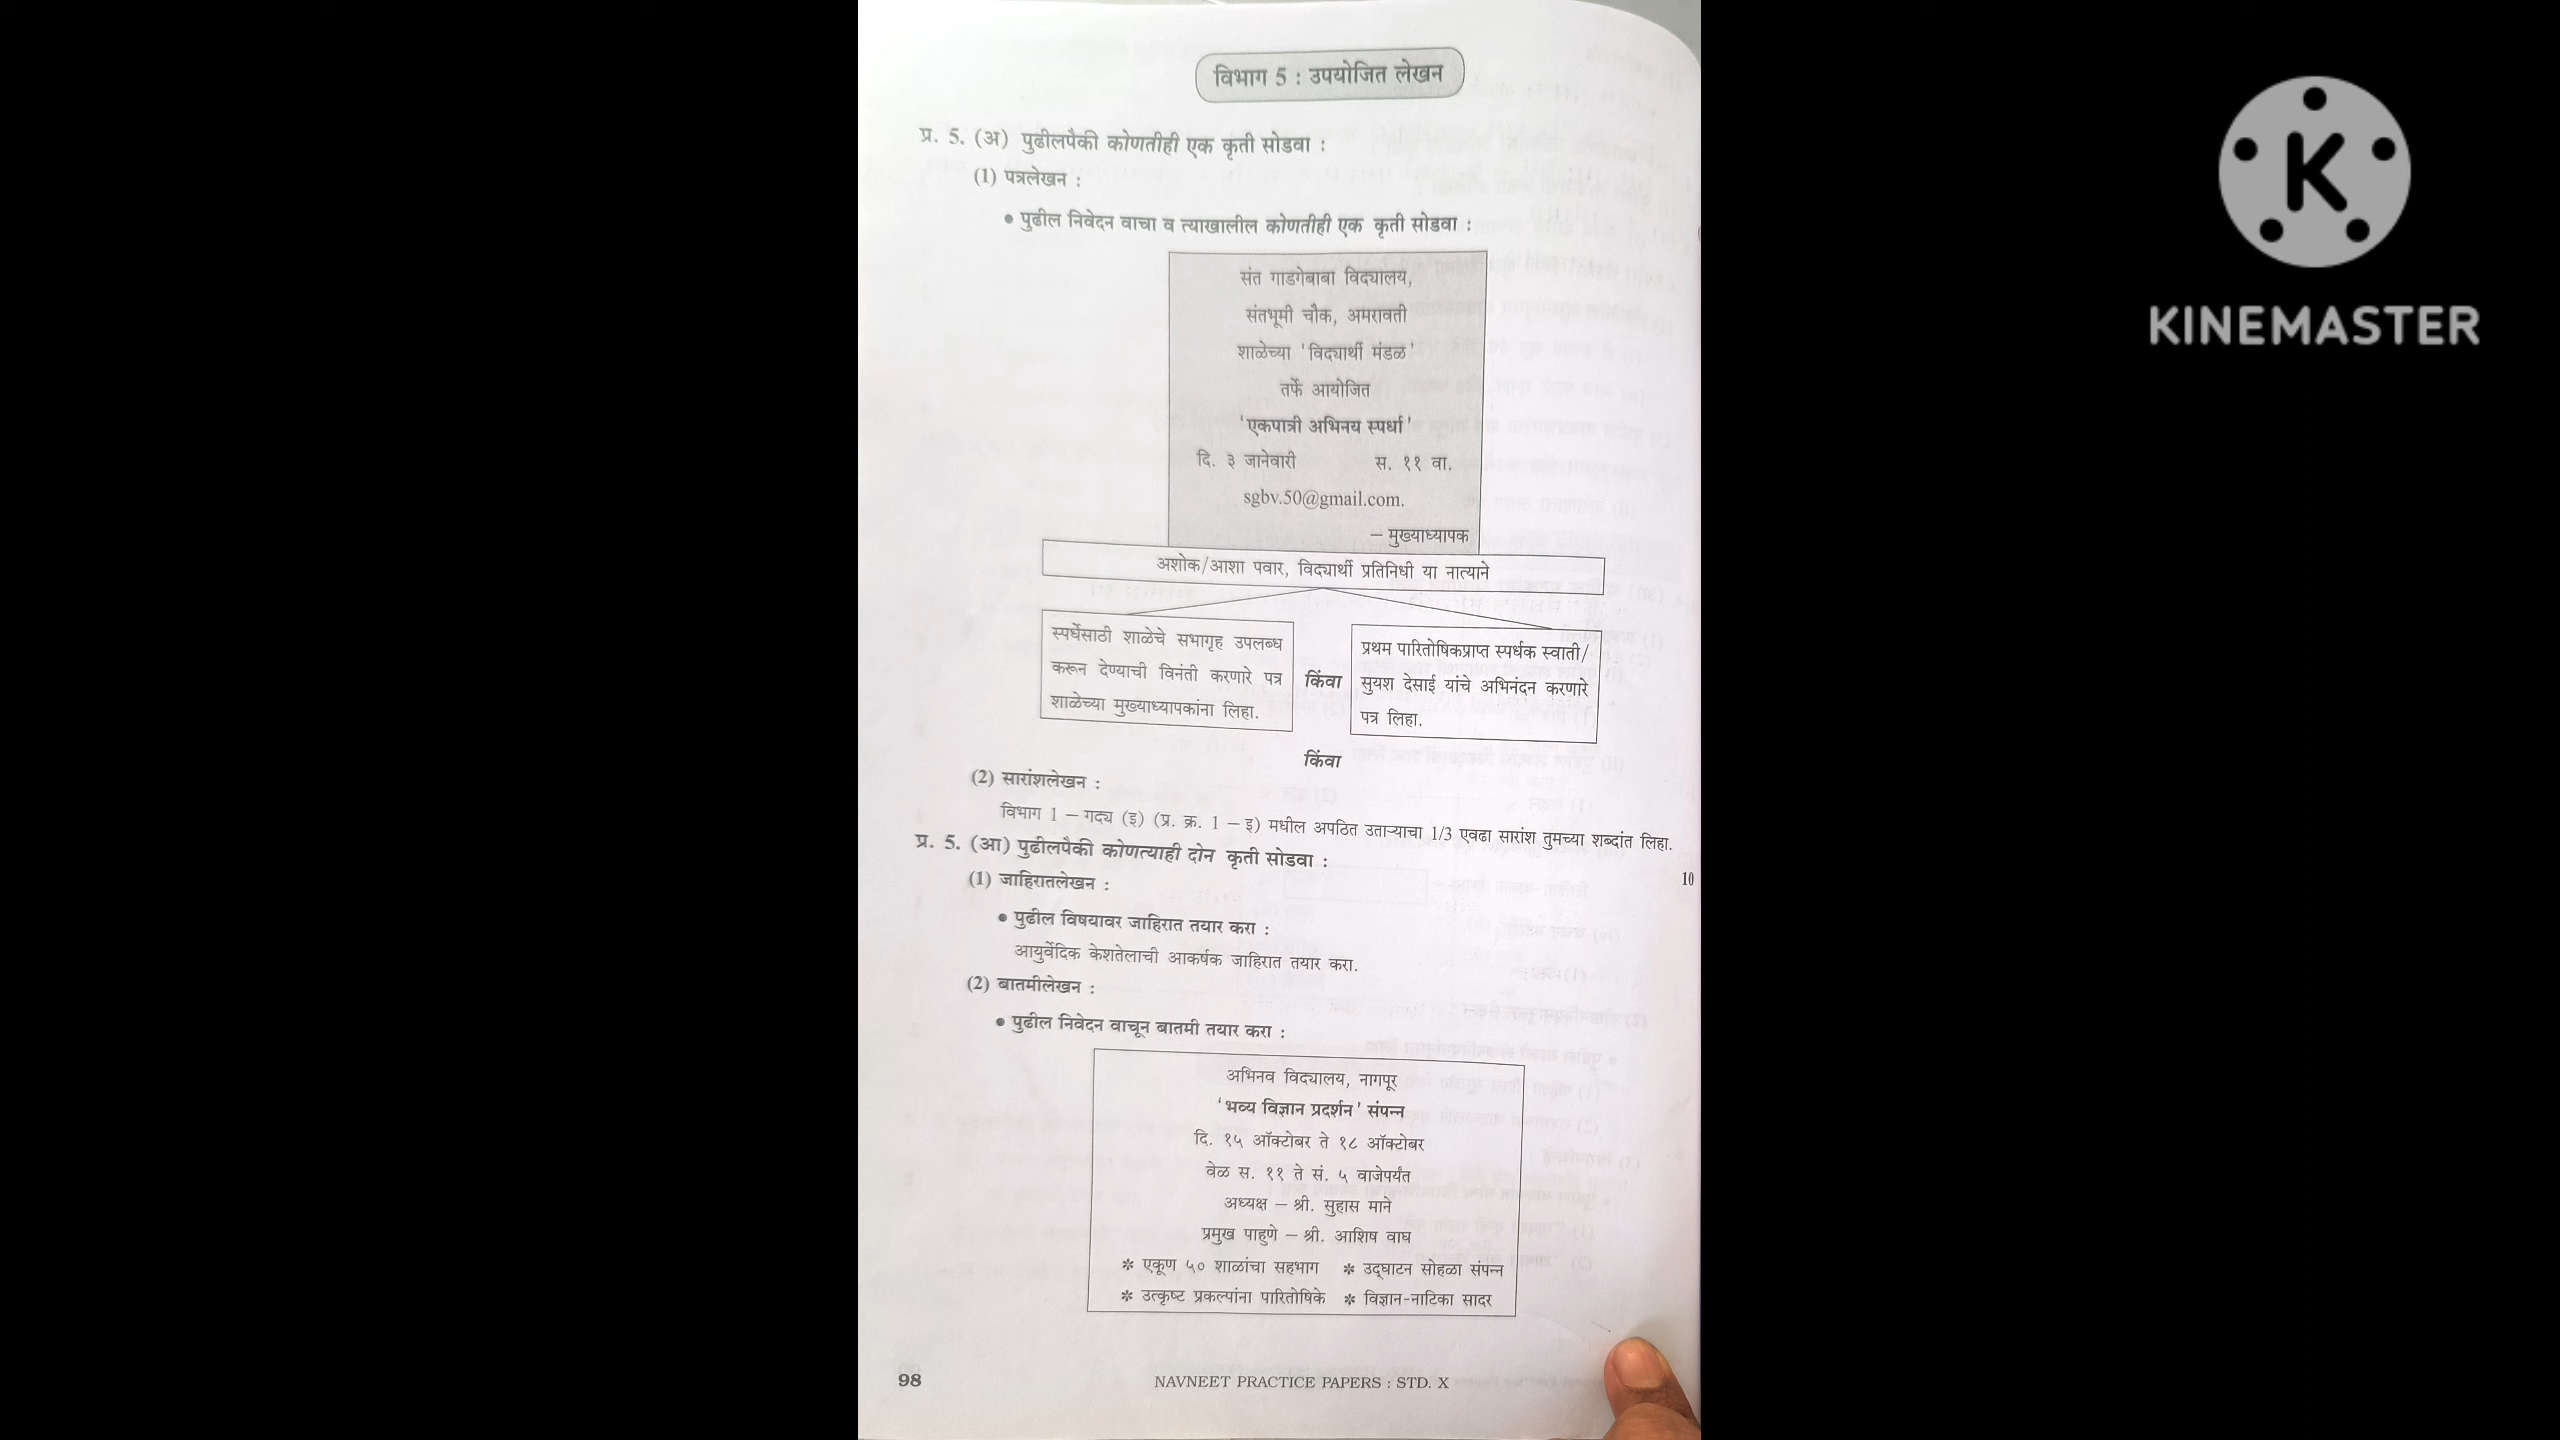 विभाग 5 : उपयोजित लेखन
प्र. 5. (अ) पुढीलपैकी कोणतीही एक कृती सोडवा :
(1) पत्रलेखन :
• पुढील निवेदन वाचा व त्याखालील कोणतीही एक कृती सोडवा :
संत गाडगेबाबा विद्यालय,
संतभूमी चौक, अमरावती
शाळेच्या 'विद्यार्थी मंडळ'
तर्फे आयोजित
'एकपात्री अभिनय स्पर्धा'
दि. ३ जानेवारी स. ११ वा.
sgbv.50@gmail.com.
– मुख्याध्यापक
अशोक/आशा पवार, विद्यार्थी प्रतिनिधी या नात्याने
स्पर्धेसाठी शाळेचे सभागृह उपलब्ध
करून देण्याची विनंती करणारे पत्र
शाळेच्या मुख्याध्यापकांना लिहा.
किंवा
प्रथम पारितोषिकप्राप्त स्पर्धक स्वाती/
सुयश देसाई यांचे अभिनंदन करणारे
पत्र लिहा.
किंवा
(2) सारांशलेखन :
विभाग 1 – गद्य (इ) (प्र. क्र. 1 – इ) मधील अपठित उताऱ्याचा 1/3 एवढा सारांश तुमच्या शब्दांत लिहा.
प्र. 5. (आ) पुढीलपैकी कोणत्याही दोन कृती सोडवा :
10
(1) जाहिरातलेखन :
• पुढील विषयावर जाहिरात तयार करा :
आयुर्वेदिक केशतेलाची आकर्षक जाहिरात तयार करा.
(2) बातमीलेखन :
• पुढील निवेदन वाचून बातमी तयार करा :
अभिनव विद्यालय, नागपूर
'भव्य विज्ञान प्रदर्शन' संपन्न
दि. १५ ऑक्टोबर ते १८ ऑक्टोबर
वेळ स. ११ ते सं. ५ वाजेपर्यंत
अध्यक्ष – श्री. सुहास माने
प्रमुख पाहुणे – श्री. आशिष वाघ
* एकूण ५० शाळांचा सहभाग * उद्‌घाटन सोहळा संपन्न
* उत्कृष्ट प्रकल्पांना पारितोषिके * विज्ञान-नाटिका सादर
98
NAVNEET PRACTICE PAPERS : STD. X
K
KINEMASTER